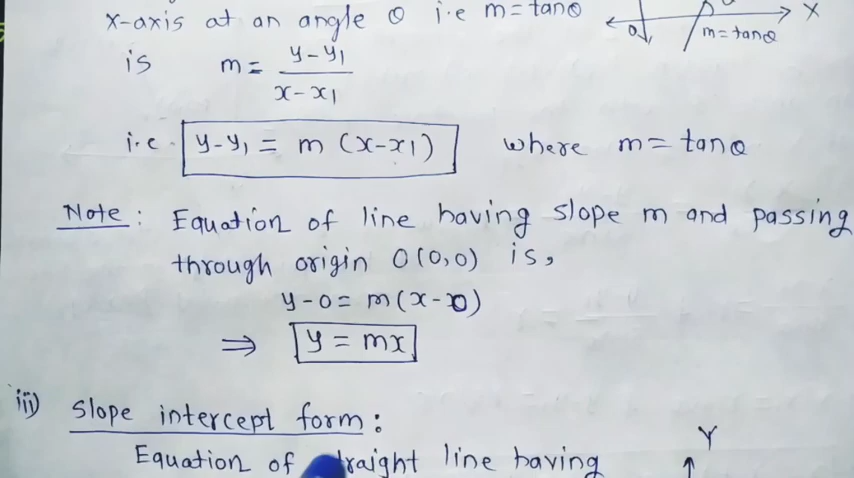 x-axis at an angle θ i.e m = tanθ
X
m = tanθ
is m = y-y₁ / x-x₁
i.e y-y₁ = m (x-x₁) where m = tanθ
Note : Equation of line having slope m and passing
through origin O(0,0) is,
y-0 = m(x-0)
⇒ y = mx
iii) Slope intercept form :
Y
Equation of straight line having